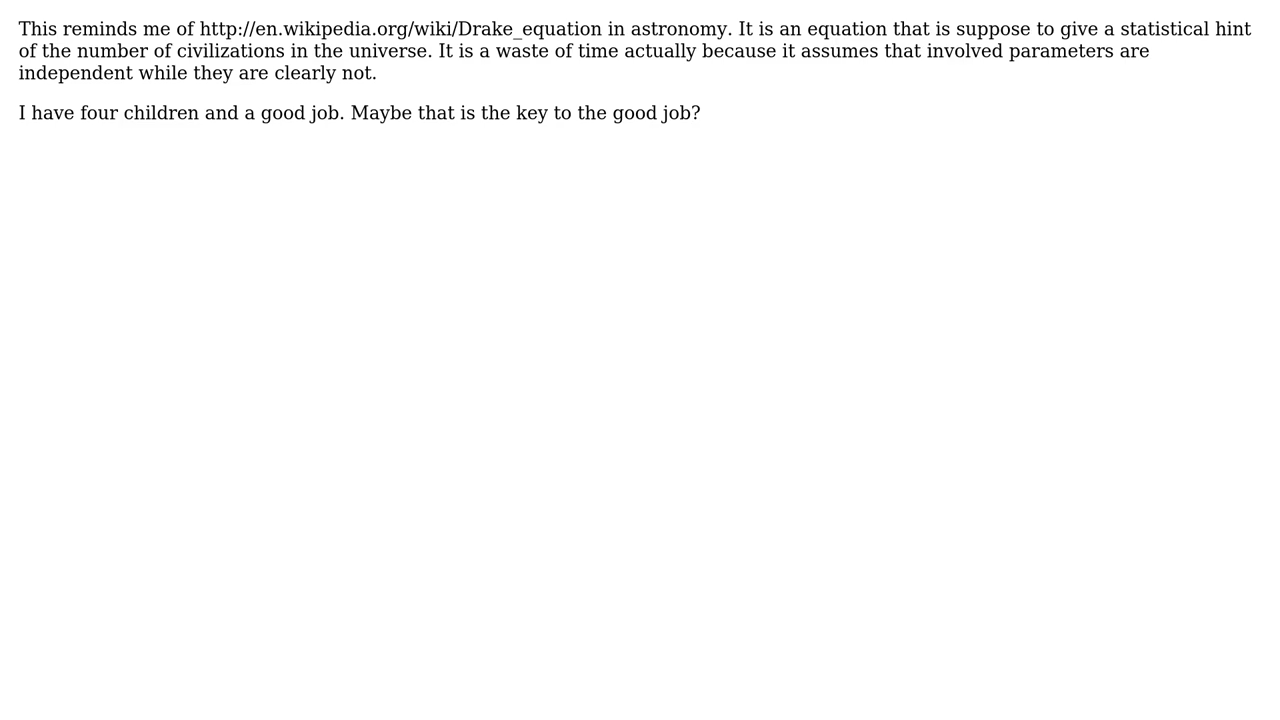 This reminds me of http://en.wikipedia.org/wiki/Drake_equation in astronomy. It is an equation that is suppose to give a statistical hint
of the number of civilizations in the universe. It is a waste of time actually because it assumes that involved parameters are
independent while they are clearly not.
I have four children and a good job. Maybe that is the key to the good job?